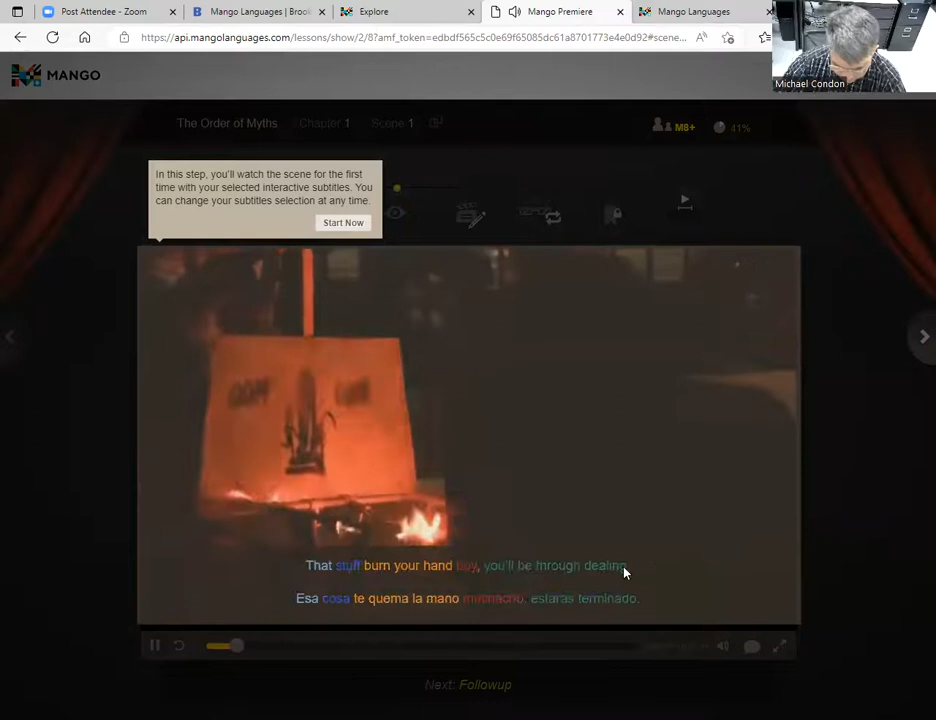 Post Attendee - Zoom
Mango Languages | Brook
Explore
Mango Premiere
Mango Languages
https://api.mangolanguages.com/lessons/show/2/8?amf_token=edbdf565c5c0e69f65085dc61a8701773e4e0d92#scene...
MANGO
Michael Condon
The Order of Myths
Chapter 1
Scene 1
MB+
41%
In this step, you'll watch the scene for the first
time with your selected interactive subtitles. You
can change your subtitles selection at any time.
Start Now
That stuff burn your hand boy, you'll be through dealing
Esa cosa te quema la mano muchacho. estaras terminado.
Next: Followup